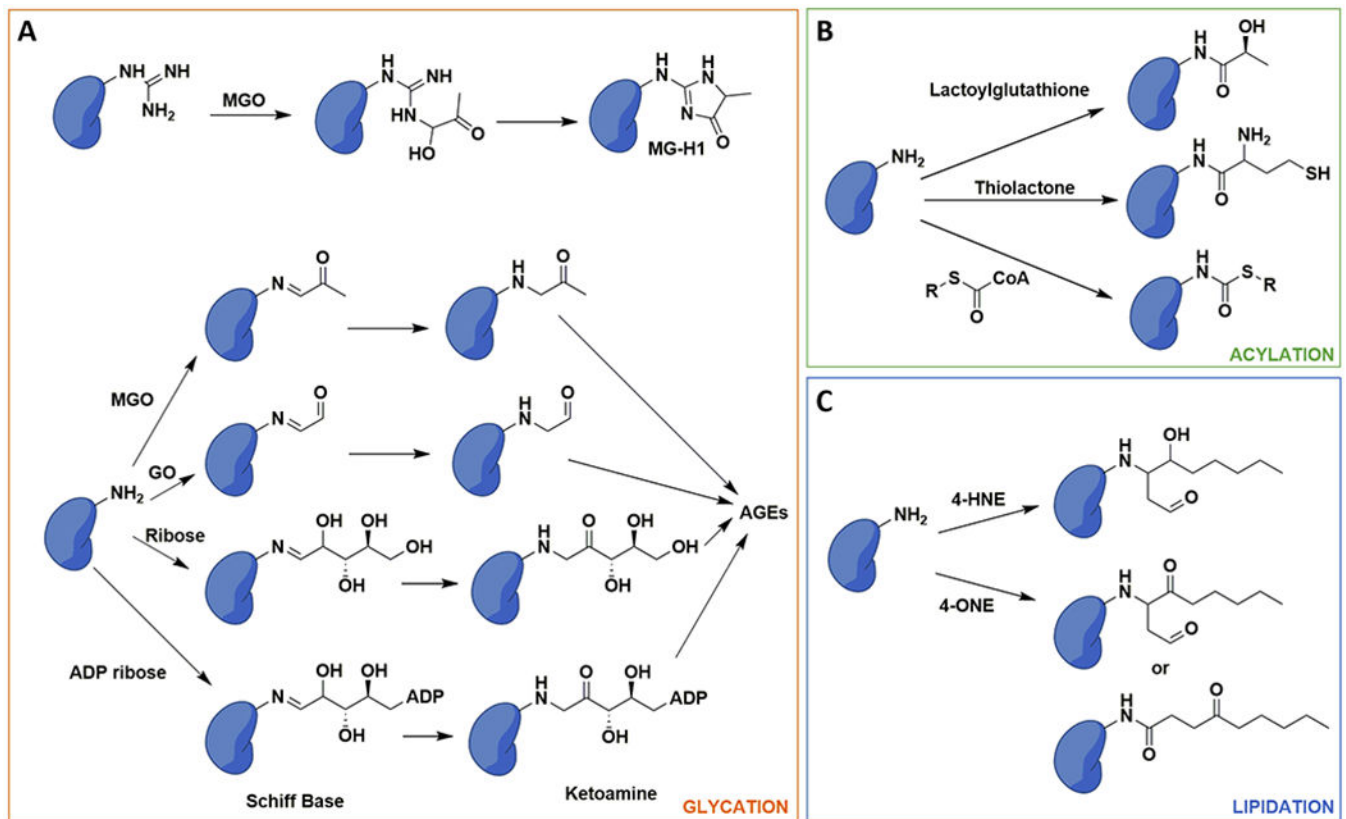 A
NH
NH
NH2
MGO
H
N
NH
HN
HO
O
H
N
HN
N
O
MG-H1
N
O
H
N
O
MGO
N
O
H
N
O
GO
NH2
AGEs
Ribose
N
OH
OH
OH
OH
H
N
O
OH
OH
OH
ADP ribose
N
OH
OH
ADP
OH
H
N
O
OH
ADP
OH
Schiff Base
Ketoamine
GLYCATION
B
Lactoylglutathione
H
N
OH
O
NH2
Thiolactone
H
N
NH2
O
SH
R
S
CoA
O
H
N
S
R
O
ACYLATION
C
NH2
4-HNE
H
N
OH
O
4-ONE
H
N
O
O
or
NH
O
O
LIPIDATION